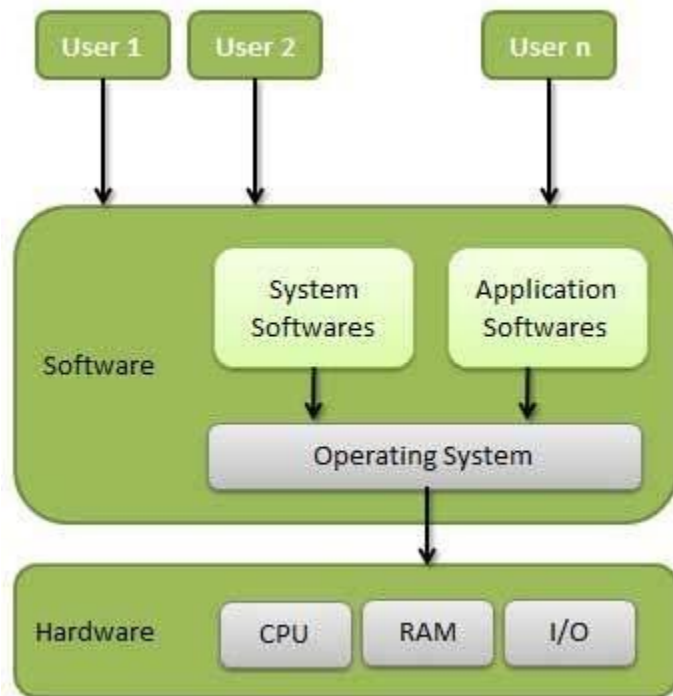 User 1
User 2
User n
System
Softwares
Application
Softwares
Software
Operating System
Hardware
CPU
RAM
I/O